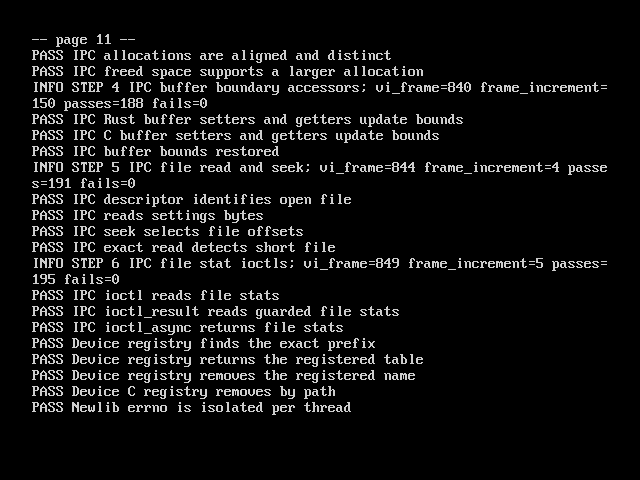 -- page 11 --
PASS IPC allocations are aligned and distinct
PASS IPC freed space supports a larger allocation
INFO STEP 4 IPC buffer boundary accessors; vi_frame=840 frame_increment=
150 passes=188 fails=0
PASS IPC Rust buffer setters and getters update bounds
PASS IPC C buffer setters and getters update bounds
PASS IPC buffer bounds restored
INFO STEP 5 IPC file read and seek; vi_frame=844 frame_increment=4 passe
s=191 fails=0
PASS IPC descriptor identifies open file
PASS IPC reads settings bytes
PASS IPC seek selects file offsets
PASS IPC exact read detects short file
INFO STEP 6 IPC file stat ioctls; vi_frame=849 frame_increment=5 passes=
195 fails=0
PASS IPC ioctl reads file stats
PASS IPC ioctl_result reads guarded file stats
PASS IPC ioctl_async returns file stats
PASS Device registry finds the exact prefix
PASS Device registry returns the registered table
PASS Device registry removes the registered name
PASS Device C registry removes by path
PASS Newlib errno is isolated per thread